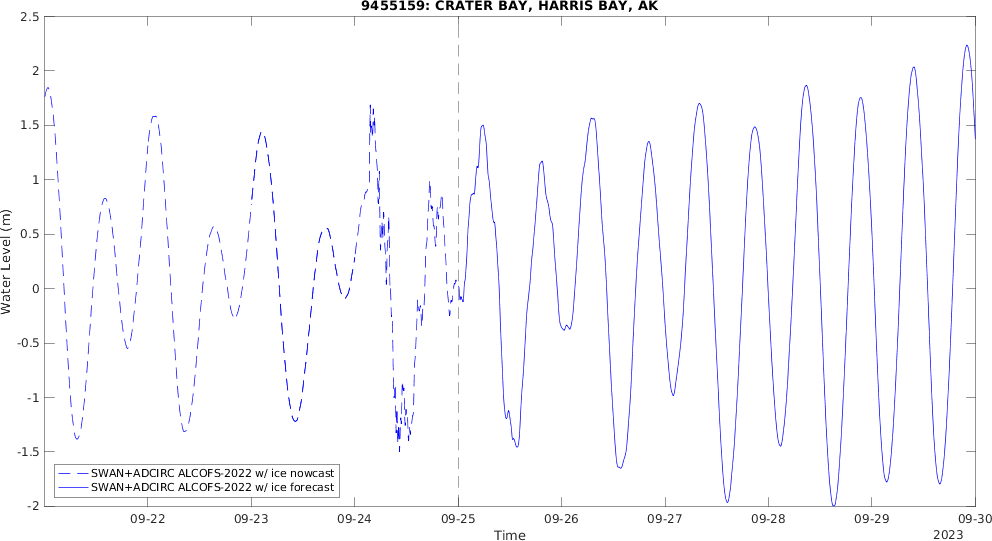 9455159: CRATER BAY, HARRIS BAY, AK
2.5
2
1.5
1
0.5
0
-0.5
-1
-1.5
-2
Water Level (m)
SWAN+ADCIRC ALCOFS-2022 w/ ice nowcast
SWAN+ADCIRC ALCOFS-2022 w/ ice forecast
09-22 09-23 09-24 09-25 09-26 09-27 09-28 09-29 09-30
Time
2023